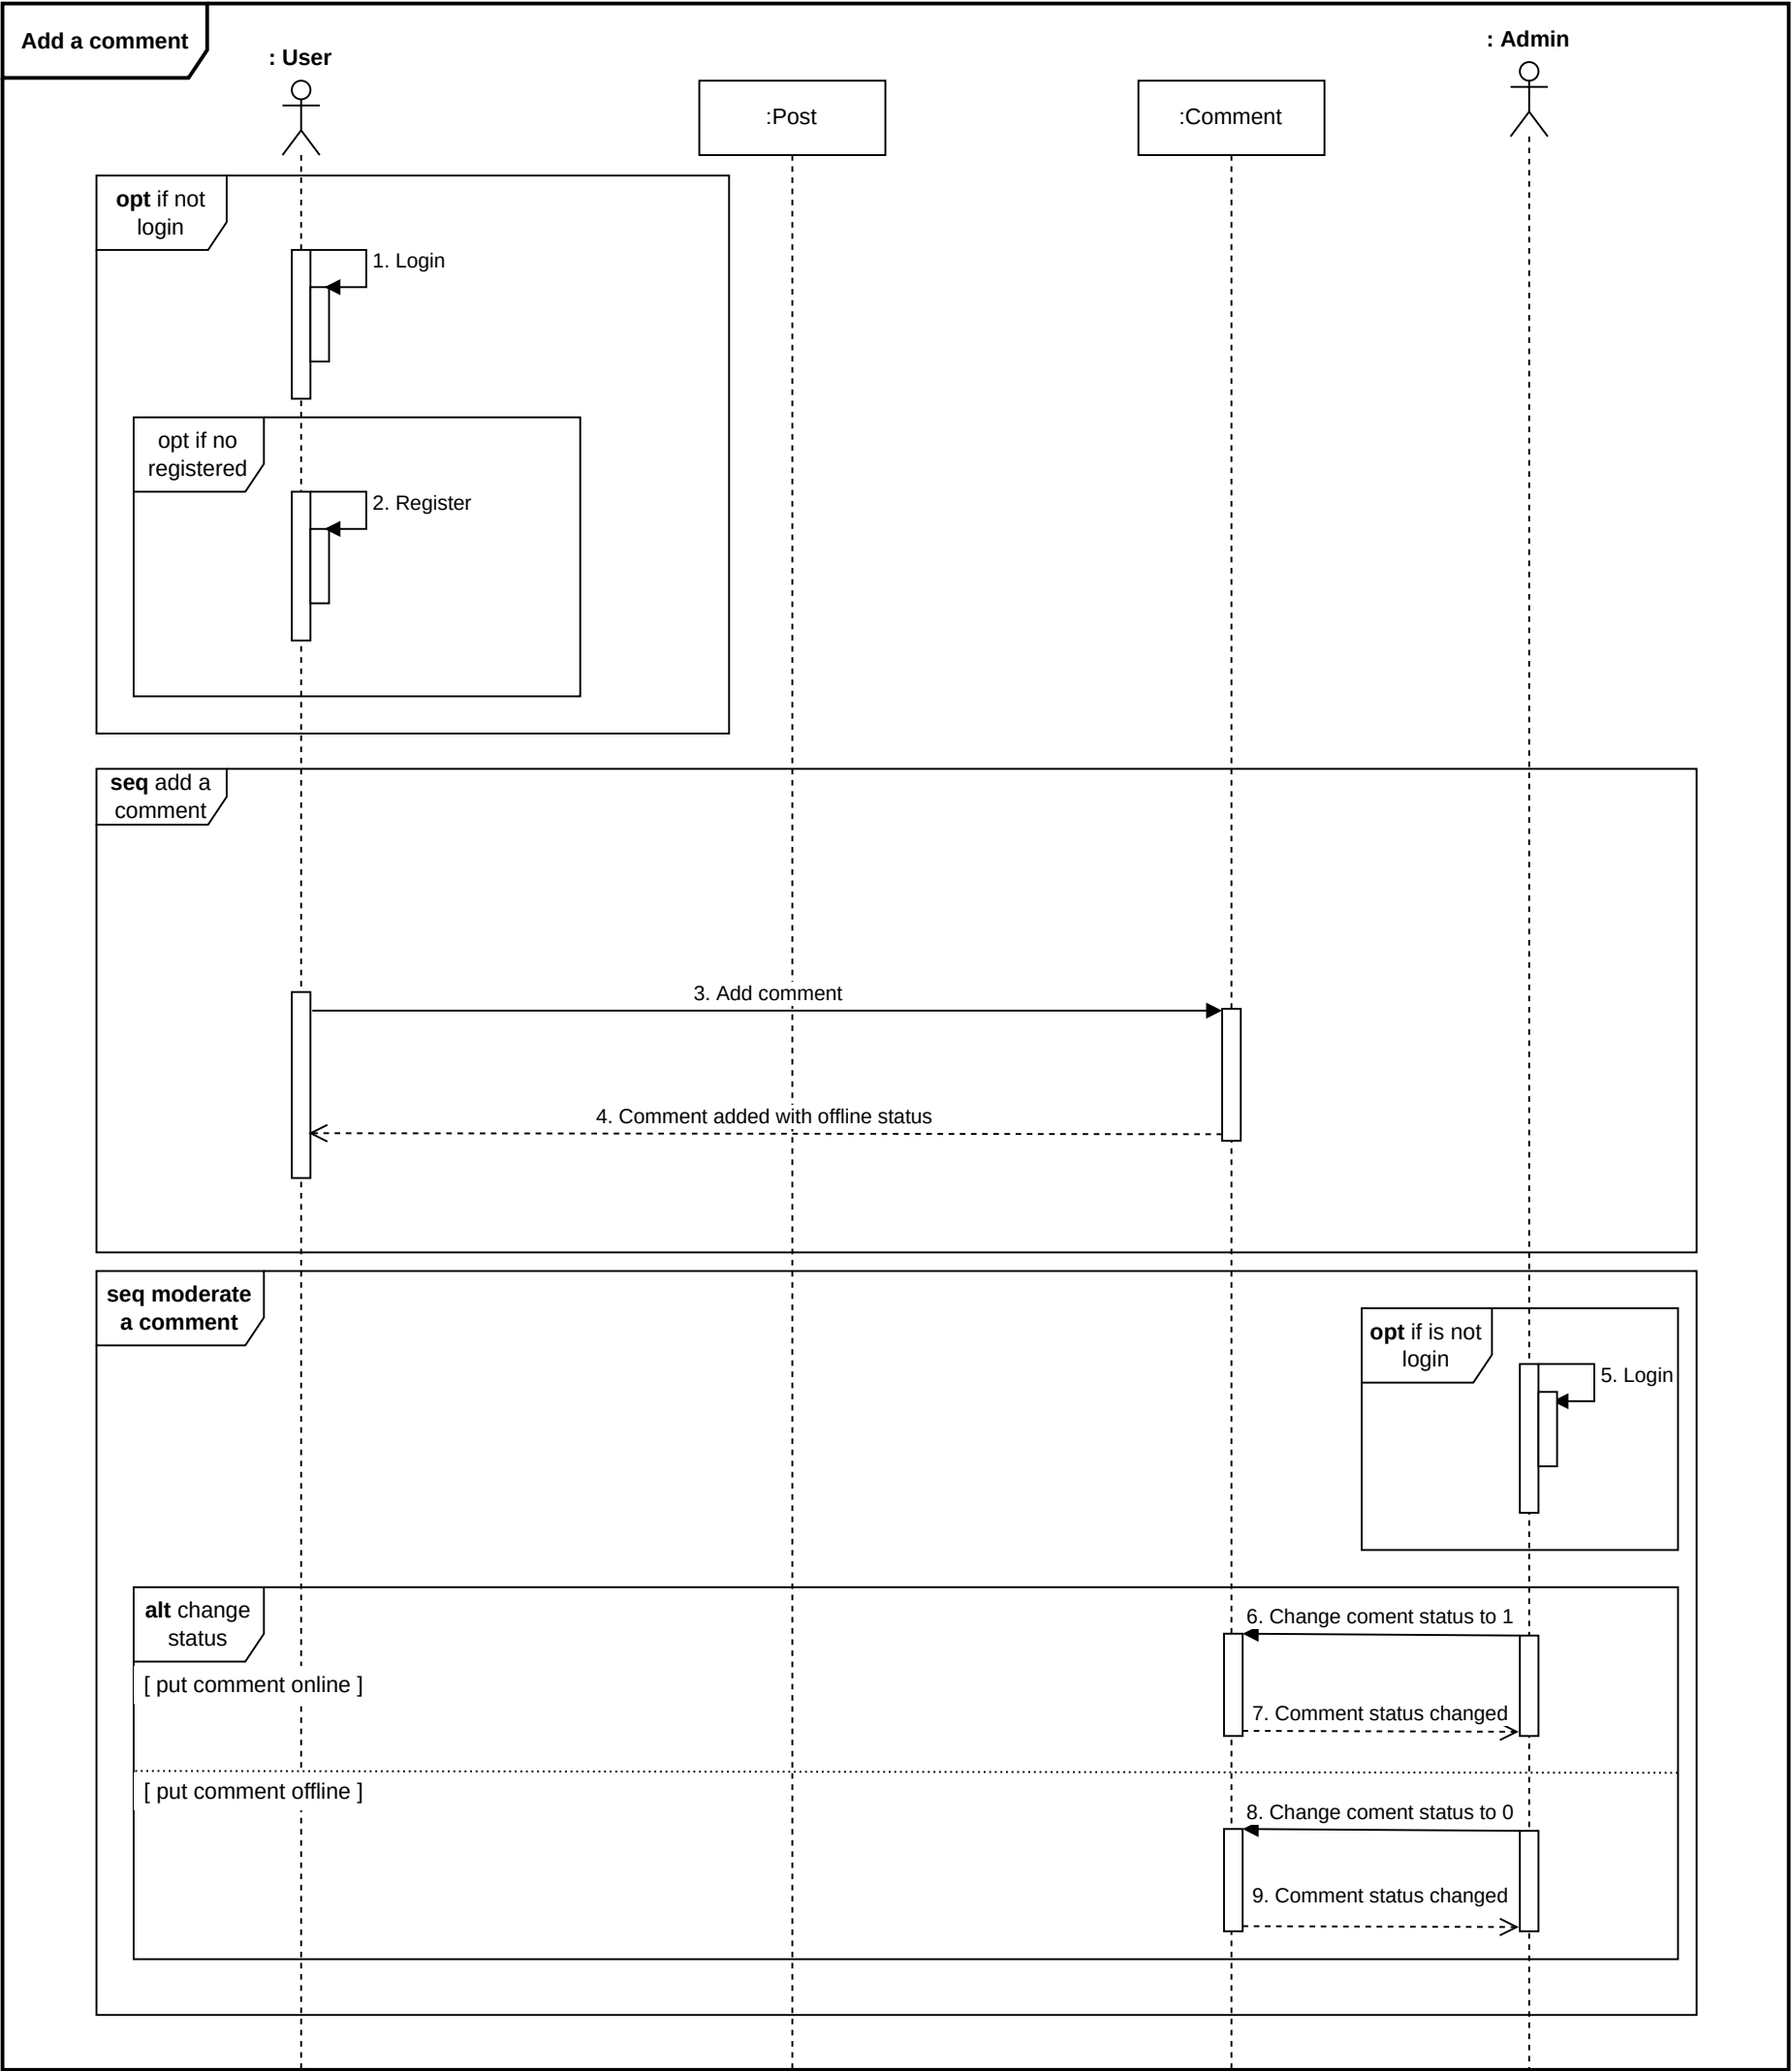 Add a comment
: User
: Admin
:Post
:Comment
opt if not
login
1. Login
opt if no
registered
2. Register
seq add a
comment
3. Add comment
4. Comment added with offline status
seq moderate
a comment
opt if is not
login
5. Login
alt change
status
6. Change coment status to 1
[ put comment online ]
7. Comment status changed
[ put comment offline ]
8. Change coment status to 0
9. Comment status changed